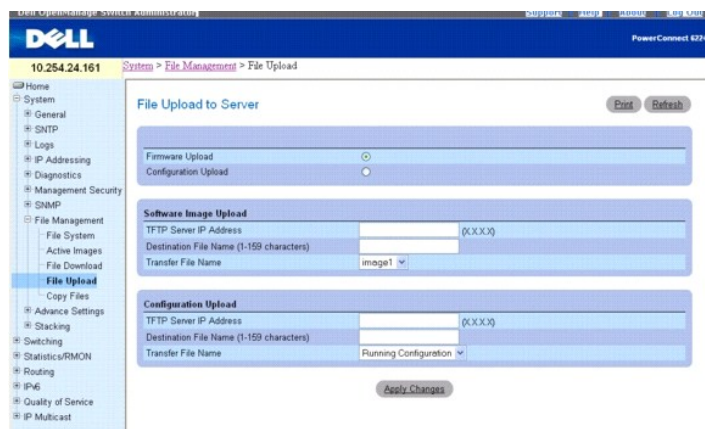 Dell OpenManage Switch Administrator
Support Help About Log Out
DELL
PowerConnect 6224
10.254.24.161
System > File Management > File Upload
Home
System
General
SNTP
Logs
IP Addressing
Diagnostics
Management Security
SNMP
File Management
File System
Active Images
File Download
File Upload
Copy Files
Advance Settings
Stacking
Switching
Statistics/RMON
Routing
IPv6
Quality of Service
IP Multicast
File Upload to Server
Print Refresh
Firmware Upload
Configuration Upload
Software Image Upload
TFTP Server IP Address (X.X.X.X)
Destination File Name (1-159 characters)
Transfer File Name image1
Configuration Upload
TFTP Server IP Address (X.X.X.X)
Destination File Name (1-159 characters)
Transfer File Name Running Configuration
Apply Changes